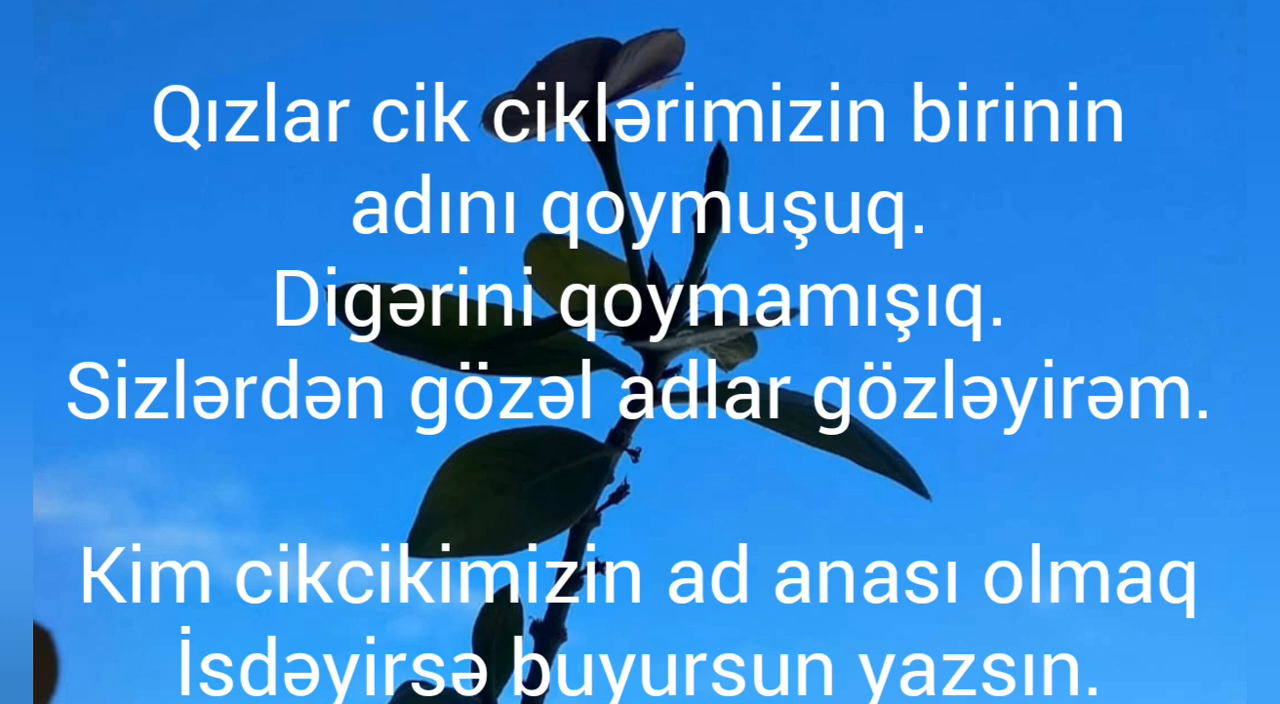 Qızlar cik ciklərimizin birinin
adını qoymuşuq.
Digərini qoymamışıq.
Sizlərdən gözəl adlar gözləyirəm.
Kim cikcikimizin ad anası olmaq
İsdəyirsə buyursun yazsın.